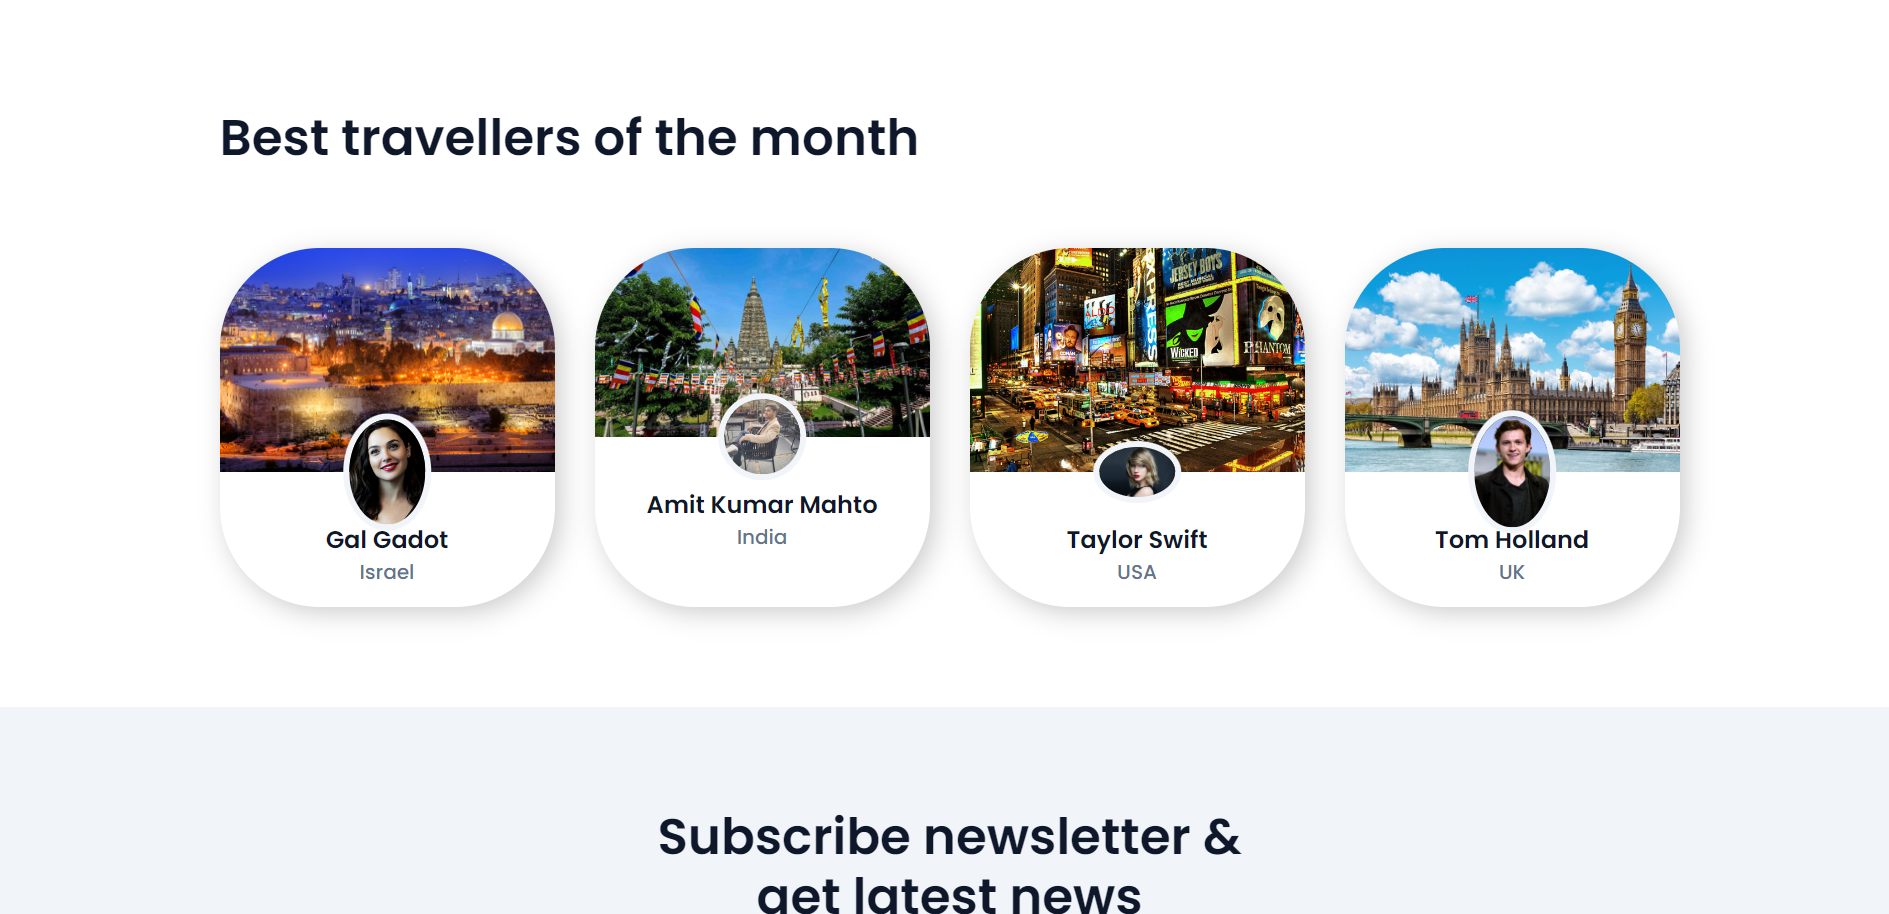 Best travellers of the month
JERSEY BOYS
EXPRESS
WICKED
PHANTOM
Gal Gadot
Israel
Amit Kumar Mahto
India
Taylor Swift
USA
Tom Holland
UK
Subscribe newsletter &
get latest news